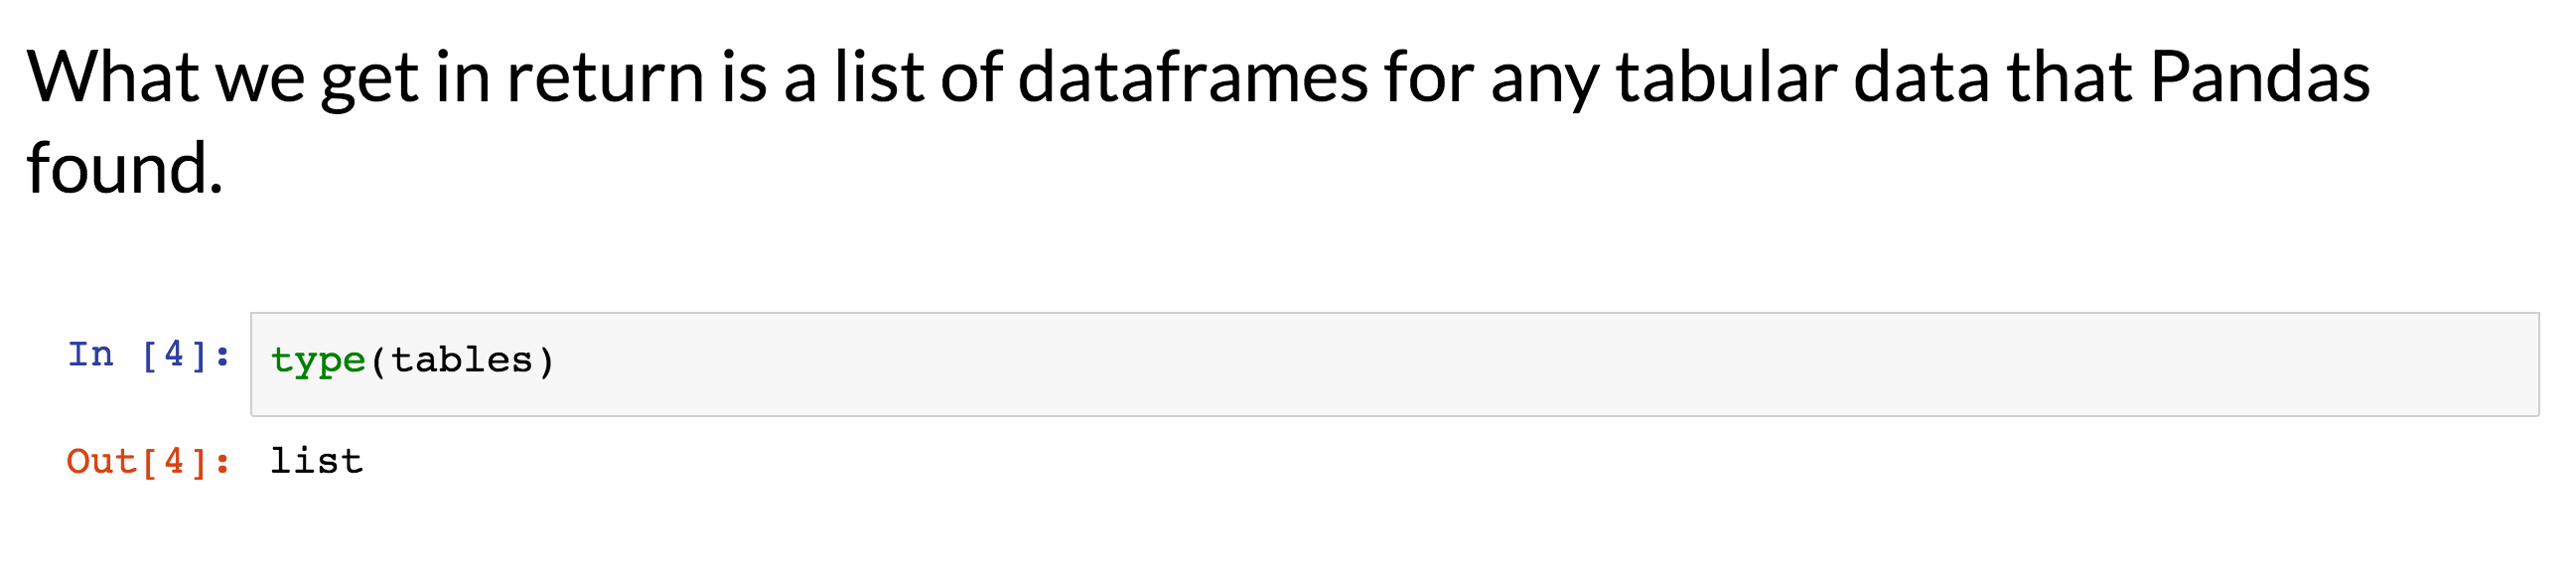 What we get in return is a list of dataframes for any tabular data that Pandas
found.
In [4]: type(tables)
Out[4]: list